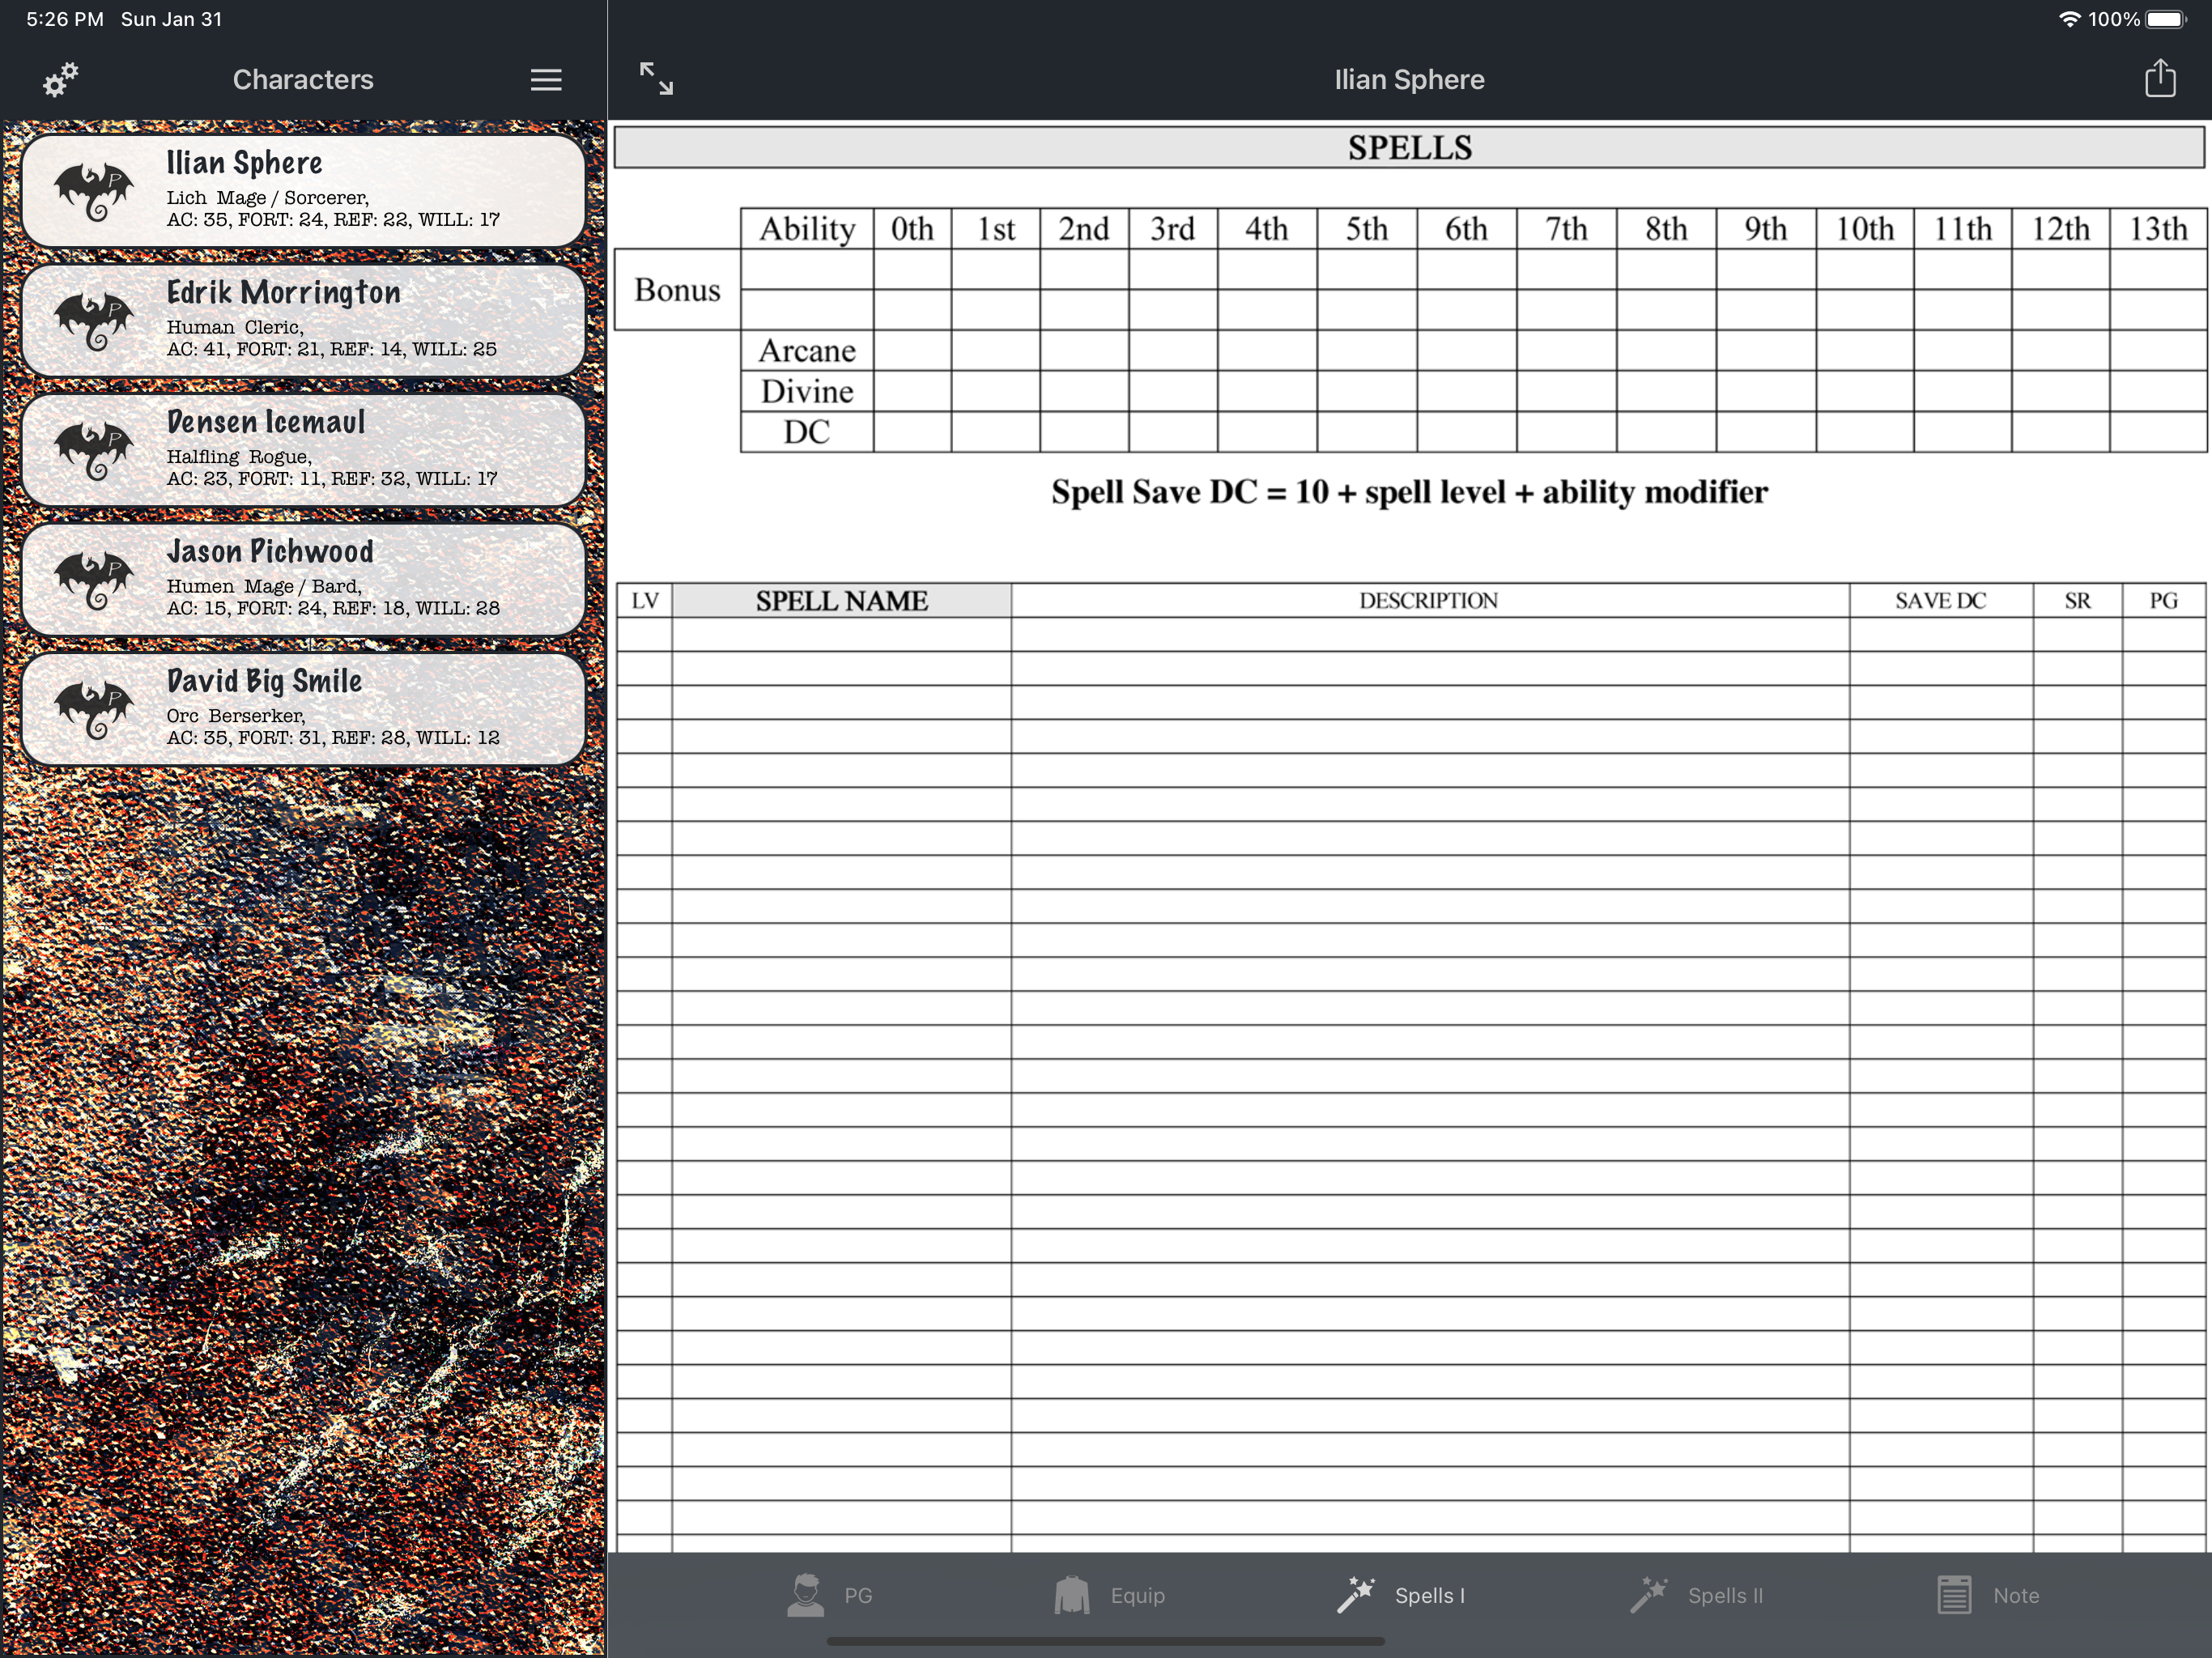 5:26 PM Sun Jan 31
100%
Characters
Ilian Sphere
Lich Mage / Sorcerer,
AC: 35, FORT: 24, REF: 22, WILL: 17
Edrik Morrington
Human Cleric,
AC: 41, FORT: 21, REF: 14, WILL: 25
Densen Icemaul
Halfling Rogue,
AC: 23, FORT: 11, REF: 32, WILL: 17
Jason Pichwood
Humen Mage / Bard,
AC: 15, FORT: 24, REF: 18, WILL: 28
David Big Smile
Orc Berserker,
AC: 35, FORT: 31, REF: 28, WILL: 12
Ilian Sphere
SPELLS
Ability 0th 1st 2nd 3rd 4th 5th 6th 7th 8th 9th 10th 11th 12th 13th
Bonus
Arcane
Divine
DC
Spell Save DC = 10 + spell level + ability modifier
LV SPELL NAME DESCRIPTION SAVE DC SR PG
PG Equip Spells I Spells II Note